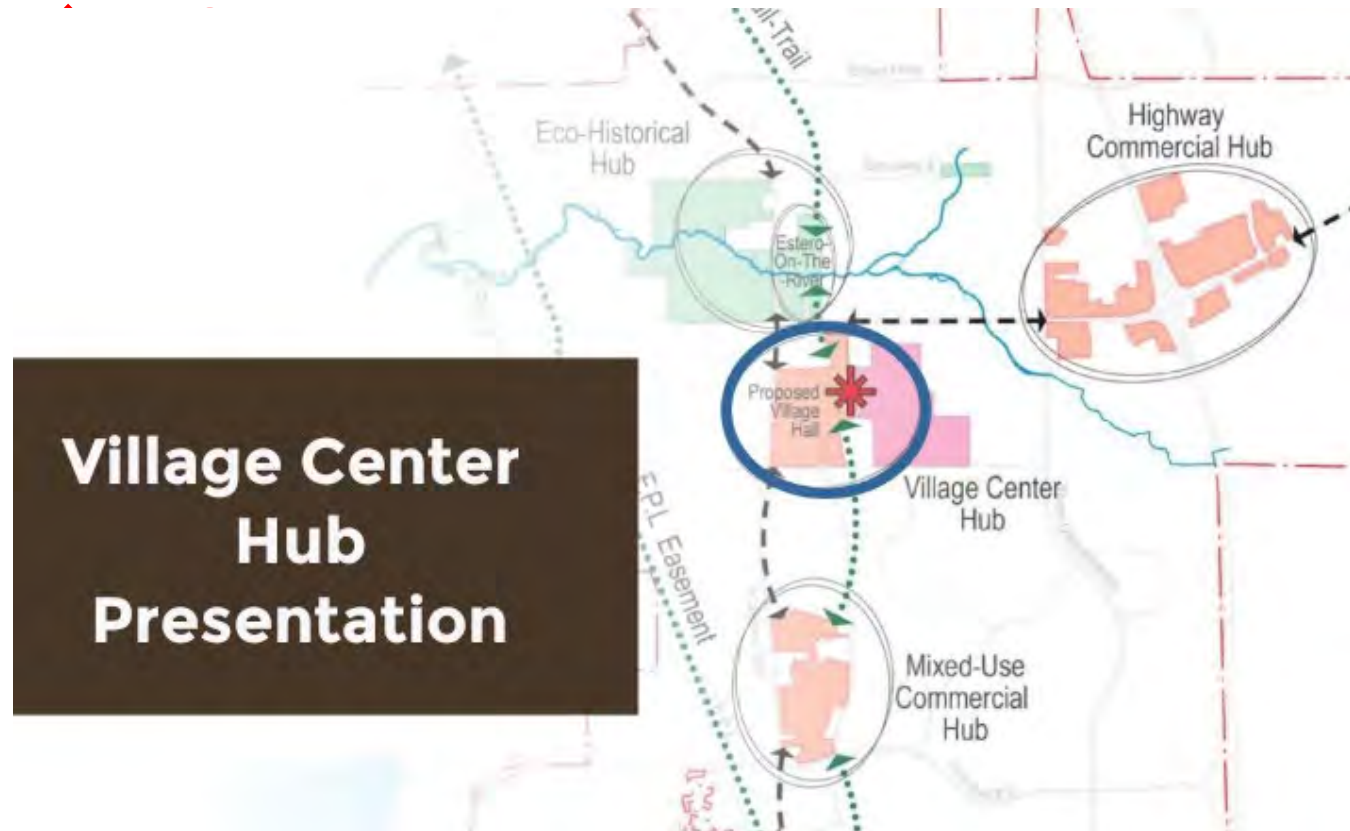 Village Center
Hub
Presentation
Eco-Historical
Hub
Estero-
On-The
-River
Highway
Commercial Hub
Proposed
Village
Hall
Village Center
Hub
F.P.L. Easement
Mixed-Use
Commercial
Hub